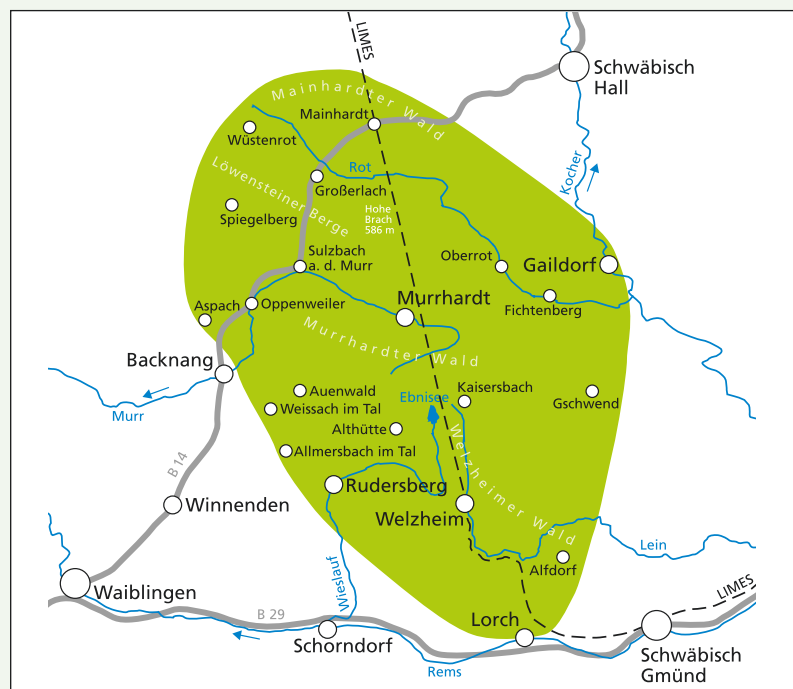 LIMES
Schwäbisch
Hall
Mainhardter Wald
Mainhardt
Wüstenrot
Rot
Kocher
Löwensteiner Berge
Großerlach
Spiegelberg
Hohe
Brach
586 m
Sulzbach
a. d. Murr
Oberrot
Gaildorf
Aspach
Oppenweiler
Murrhardt
Fichtenberg
Murrhardter Wald
Backnang
Murr
Auenwald
Ebnisee
Kaisersbach
Gschwend
Weissach im Tal
Althütte
Allmersbach im Tal
Welzheimer Wald
B 14
Rudersberg
Winnenden
Welzheim
Lein
Alfdorf
Wieslauf
Waiblingen
LIMES
B 29
Lorch
Schorndorf
Rems
Schwäbisch
Gmünd